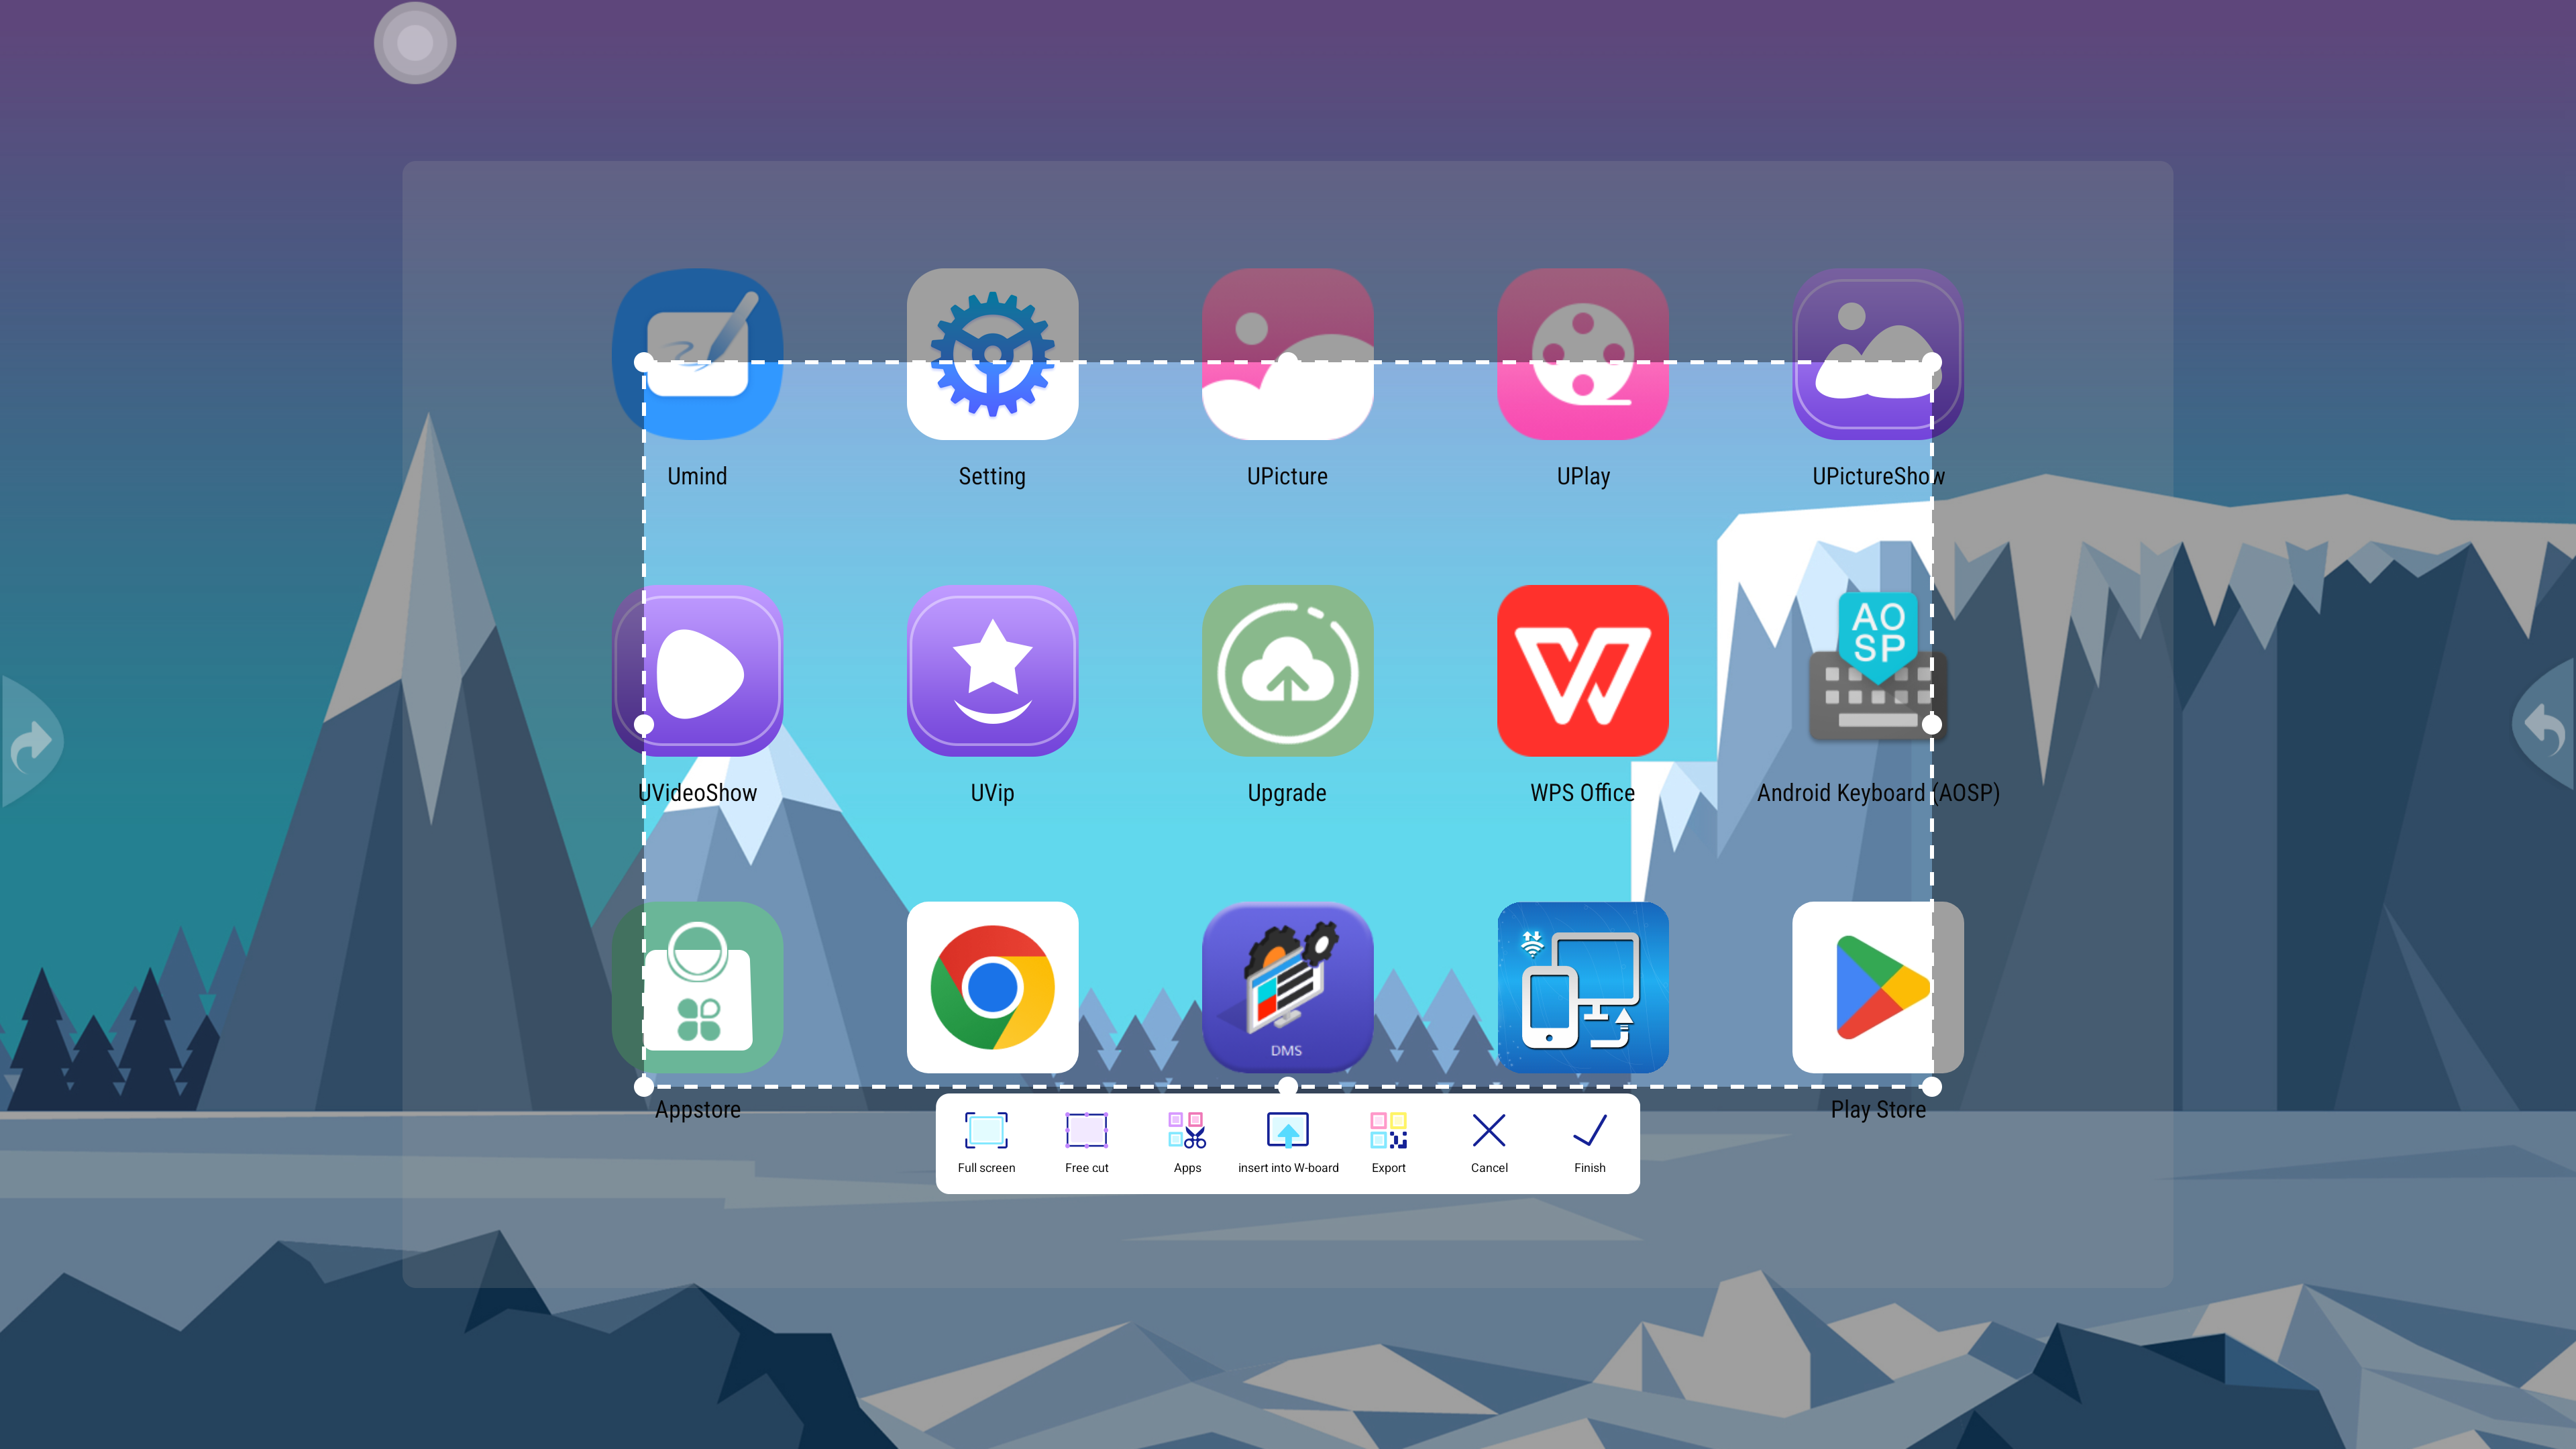 Umind
Setting
UPicture
UPlay
UPictureShow
AO
SP
UVideoShow
UVip
Upgrade
WPS Office
Android Keyboard (AOSP)
DMS
Appstore
Play Store
Full screen
Free cut
Apps
insert into W-board
Export
Cancel
Finish